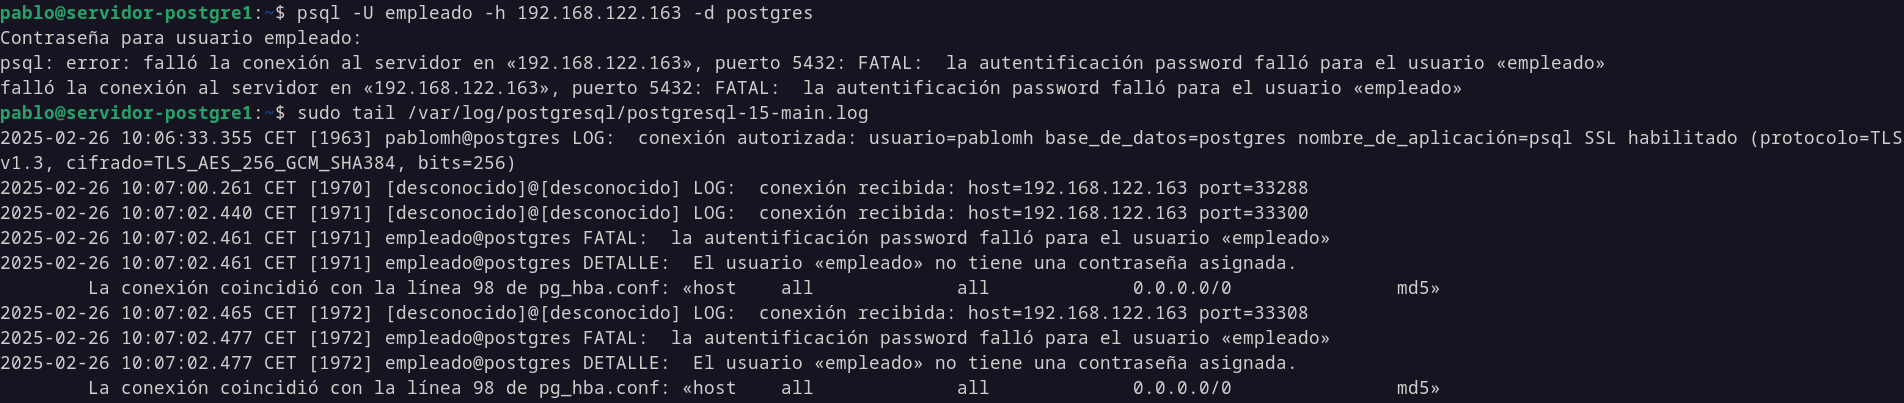 pablo@servidor-postgre1:~$ psql -U empleado -h 192.168.122.163 -d postgres
Contraseña para usuario empleado:
psql: error: falló la conexión al servidor en «192.168.122.163», puerto 5432: FATAL:  la autentificación password falló para el usuario «empleado»
falló la conexión al servidor en «192.168.122.163», puerto 5432: FATAL:  la autentificación password falló para el usuario «empleado»
pablo@servidor-postgre1:~$ sudo tail /var/log/postgresql/postgresql-15-main.log
2025-02-26 10:06:33.355 CET [1963] pablomh@postgres LOG:  conexión autorizada: usuario=pablomh base_de_datos=postgres nombre_de_aplicación=psql SSL habilitado (protocolo=TLS
v1.3, cifrado=TLS_AES_256_GCM_SHA384, bits=256)
2025-02-26 10:07:00.261 CET [1970] [desconocido]@[desconocido] LOG:  conexión recibida: host=192.168.122.163 port=33288
2025-02-26 10:07:02.440 CET [1971] [desconocido]@[desconocido] LOG:  conexión recibida: host=192.168.122.163 port=33300
2025-02-26 10:07:02.461 CET [1971] empleado@postgres FATAL:  la autentificación password falló para el usuario «empleado»
2025-02-26 10:07:02.461 CET [1971] empleado@postgres DETALLE:  El usuario «empleado» no tiene una contraseña asignada.
        La conexión coincidió con la línea 98 de pg_hba.conf: «host    all             all             0.0.0.0/0               md5»
2025-02-26 10:07:02.465 CET [1972] [desconocido]@[desconocido] LOG:  conexión recibida: host=192.168.122.163 port=33308
2025-02-26 10:07:02.477 CET [1972] empleado@postgres FATAL:  la autentificación password falló para el usuario «empleado»
2025-02-26 10:07:02.477 CET [1972] empleado@postgres DETALLE:  El usuario «empleado» no tiene una contraseña asignada.
        La conexión coincidió con la línea 98 de pg_hba.conf: «host    all             all             0.0.0.0/0               md5»